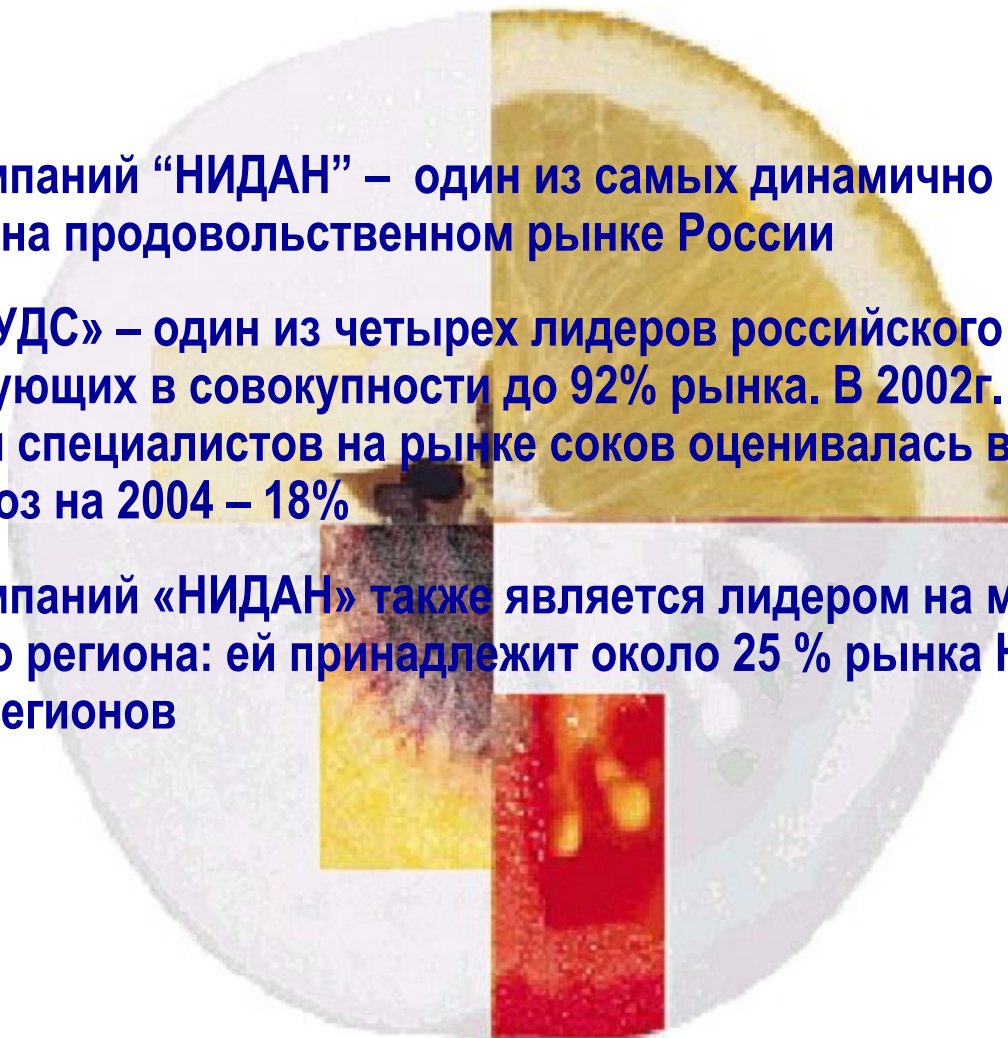 мпаний “НИДАН” – один из самых динамично
на продовольственном рынке России
УДС» – один из четырех лидеров российского
ующих в совокупности до 92% рынка. В 2002г.
и специалистов на рынке соков оценивалась в
оз на 2004 – 18%
мпаний «НИДАН» также является лидером на м
о региона: ей принадлежит около 25 % рынка Н
егионов